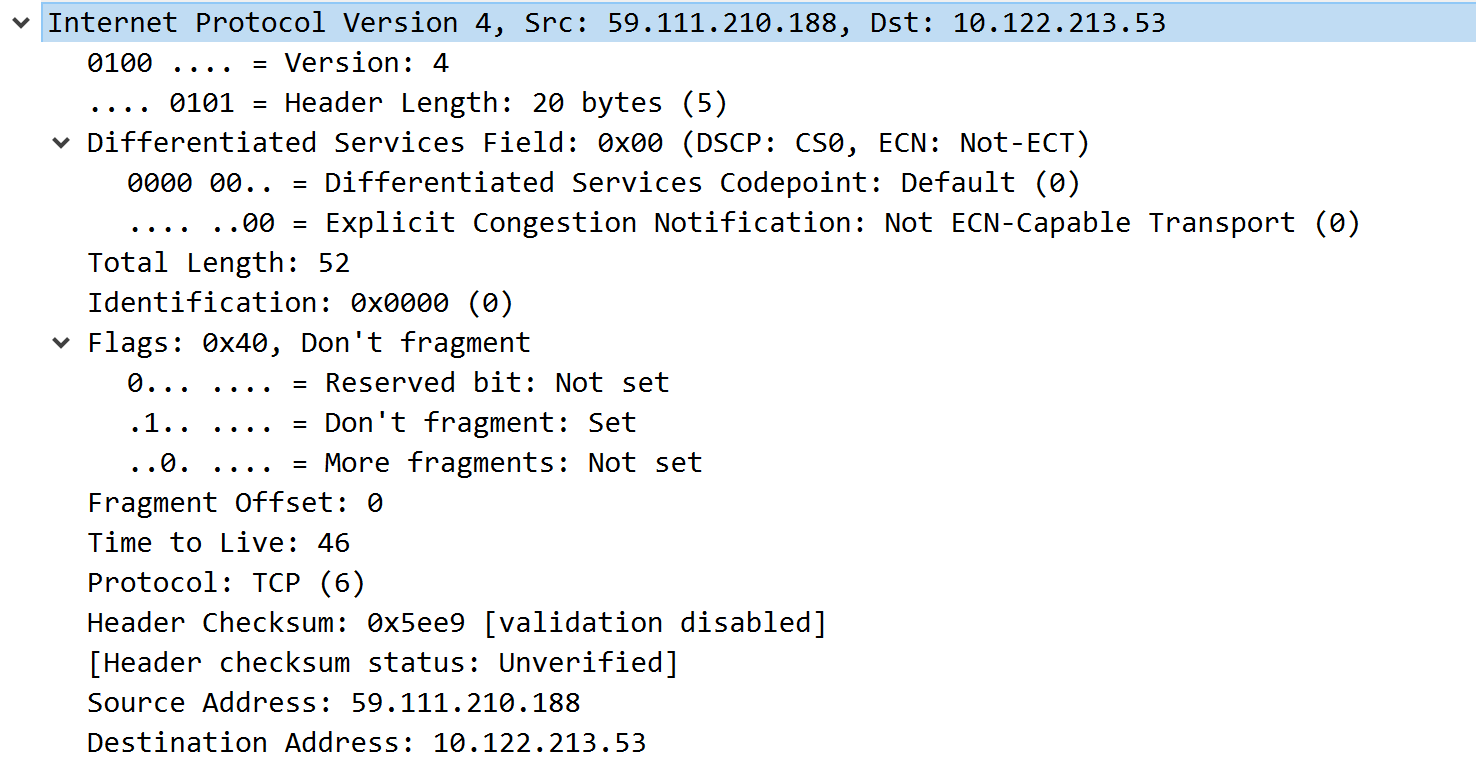 Internet Protocol Version 4, Src: 59.111.210.188, Dst: 10.122.213.53
0100 .... = Version: 4
.... 0101 = Header Length: 20 bytes (5)
Differentiated Services Field: 0x00 (DSCP: CS0, ECN: Not-ECT)
0000 00.. = Differentiated Services Codepoint: Default (0)
.... ..00 = Explicit Congestion Notification: Not ECN-Capable Transport (0)
Total Length: 52
Identification: 0x0000 (0)
Flags: 0x40, Don't fragment
0... .... = Reserved bit: Not set
.1.. .... = Don't fragment: Set
..0. .... = More fragments: Not set
Fragment Offset: 0
Time to Live: 46
Protocol: TCP (6)
Header Checksum: 0x5ee9 [validation disabled]
[Header checksum status: Unverified]
Source Address: 59.111.210.188
Destination Address: 10.122.213.53